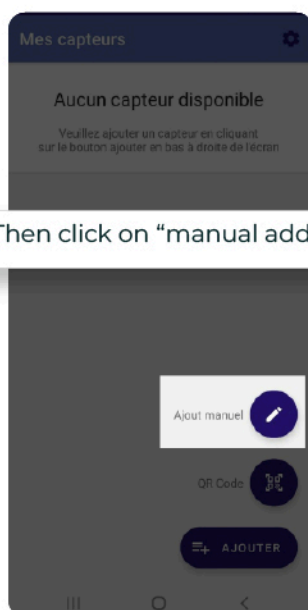 Mes capteurs
Aucun capteur disponible
Veuillez ajouter un capteur en cliquant
sur le bouton ajouter en bas à droite de l'écran
Then click on “manual add
Ajout manuel
QR Code
AJOUTER